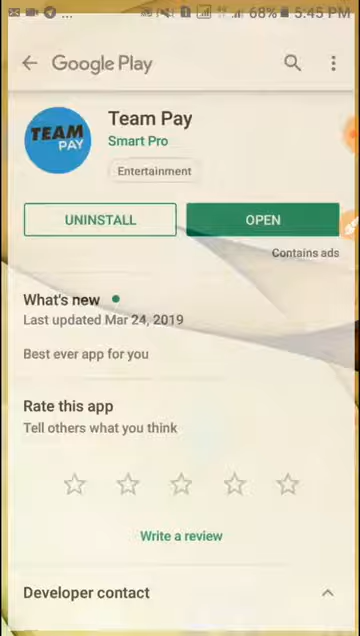 68% 5:45 PM
Google Play
TEAM
PAY
Team Pay
Smart Pro
Entertainment
UNINSTALL
OPEN
Contains ads
What's new
Last updated Mar 24, 2019
Best ever app for you
Rate this app
Tell others what you think
Write a review
Developer contact